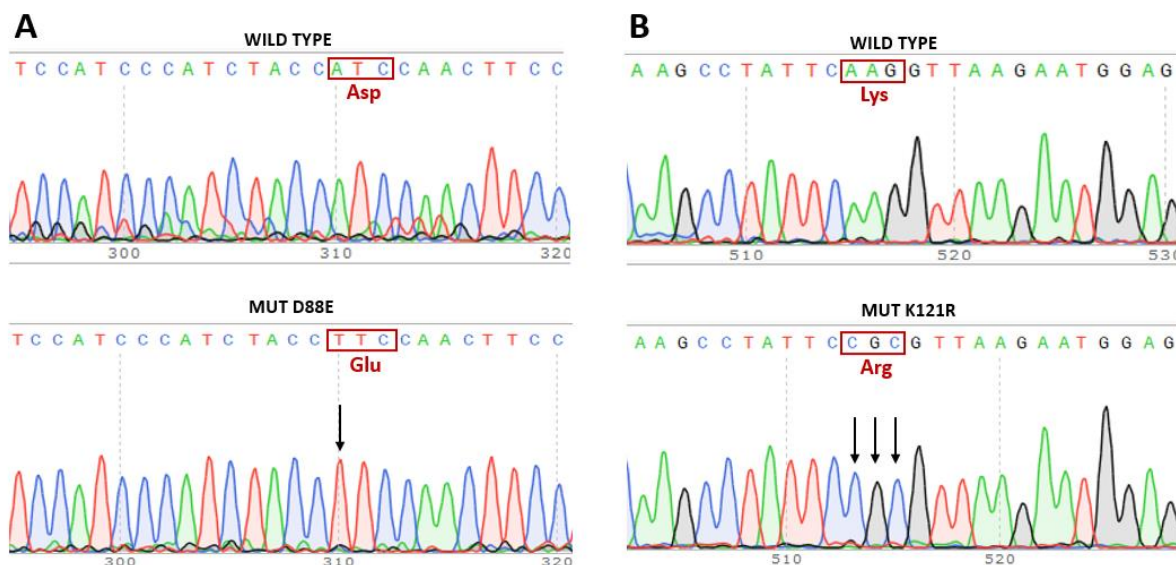 A
WILD TYPE
T C C A T C C C A T C T A C C A T C C A A C T T C C
Asp
300 310 320
MUT D88E
T C C A T C C C A T C T A C C T T C C A A C T T C C
Glu
300 310 320
B
WILD TYPE
A A G C C T A T T C A A G G T T A A G A A T G G A G
Lys
510 520 530
MUT K121R
A A G C C T A T T C C G C G T T A A G A A T G G A G
Arg
510 520